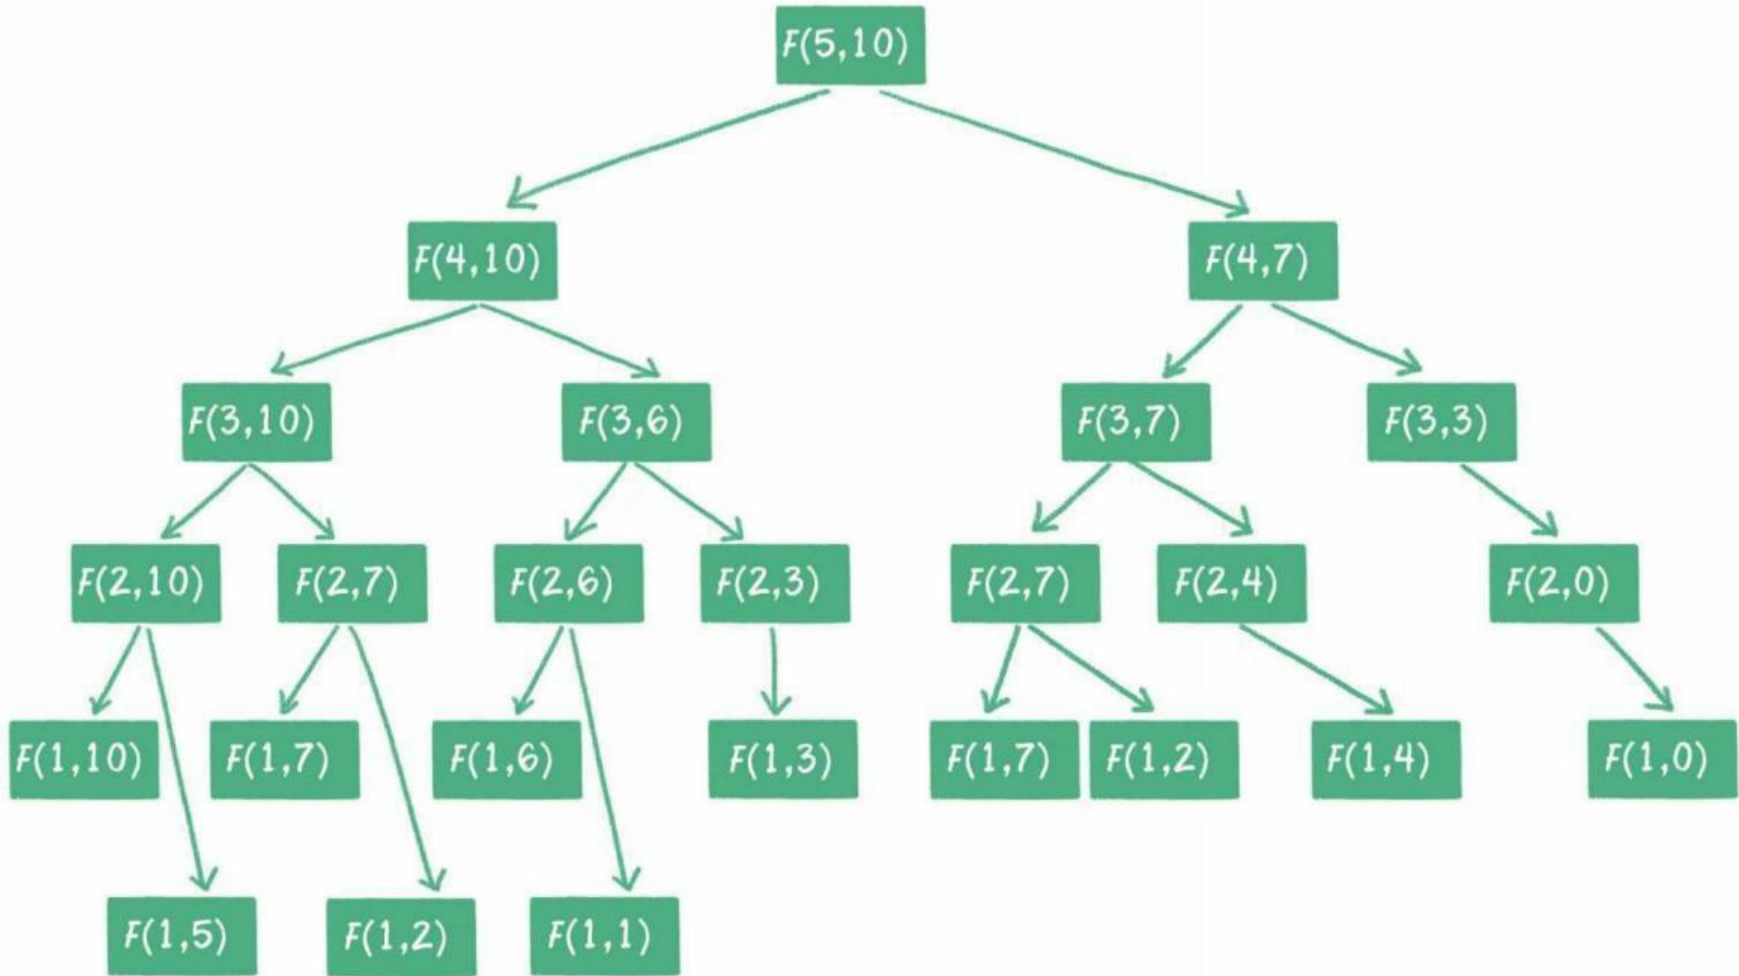 F(5,10)
F(4,10)
F(4,7)
F(3,10)
F(3,6)
F(3,7)
F(3,3)
F(2,10)
F(2,7)
F(2,6)
F(2,3)
F(2,7)
F(2,4)
F(2,0)
F(1,10)
F(1,7)
F(1,6)
F(1,3)
F(1,7)
F(1,2)
F(1,4)
F(1,0)
F(1,5)
F(1,2)
F(1,1)